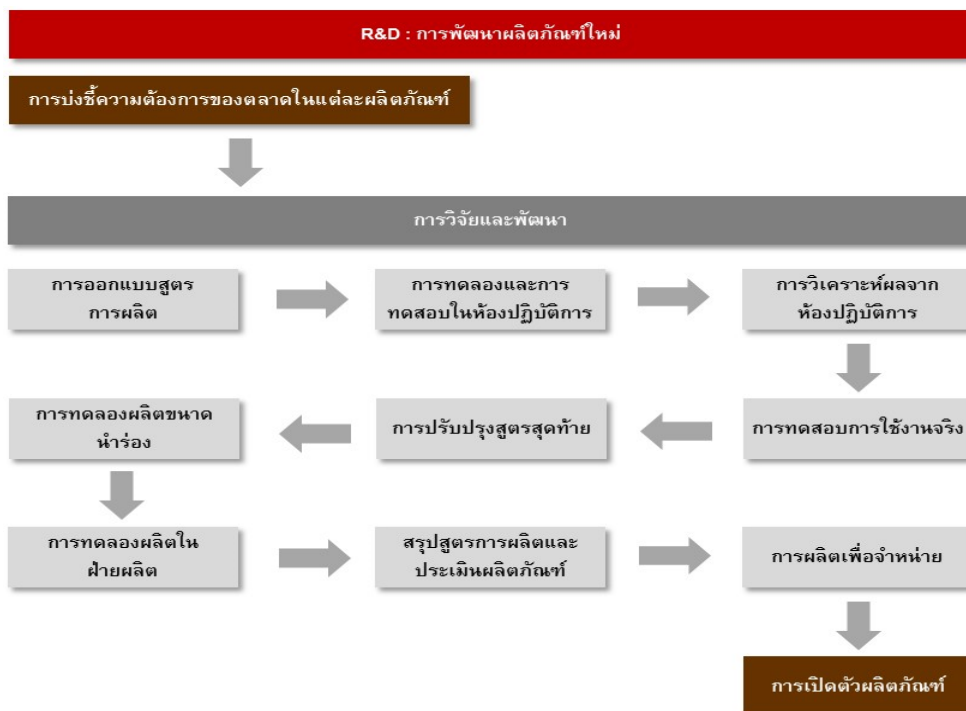 R&D : การพัฒนาผลิตภัณฑ์ใหม่
การบ่งชี้ความต้องการของตลาดในแต่ละผลิตภัณฑ์
การวิจัยและพัฒนา
การออกแบบสูตร
การผลิต
การทดลองและการ
ทดสอบในห้องปฏิบัติการ
การวิเคราะห์ผลจาก
ห้องปฏิบัติการ
การทดสอบการใช้งานจริง
การปรับปรุงสูตรสุดท้าย
การทดลองผลิตขนาด
นำร่อง
การทดลองผลิตใน
ฝ่ายผลิต
สรุปสูตรการผลิตและ
ประเมินผลิตภัณฑ์
การผลิตเพื่อจำหน่าย
การเปิดตัวผลิตภัณฑ์